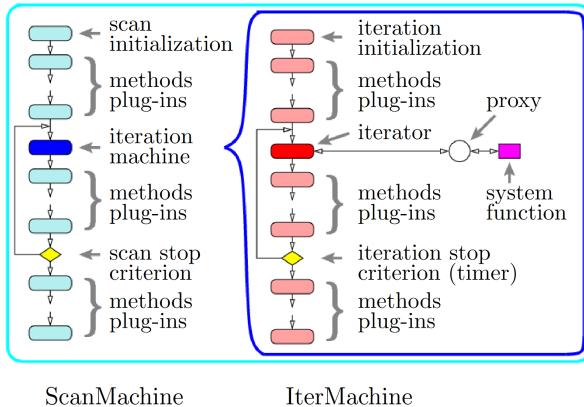 scan
initialization
methods
plug-ins
iteration
machine
methods
plug-ins
scan stop
criterion
methods
plug-ins
iteration
initialization
methods
plug-ins
proxy
iterator
methods
plug-ins
system
function
iteration stop
criterion (timer)
methods
plug-ins
ScanMachine
IterMachine